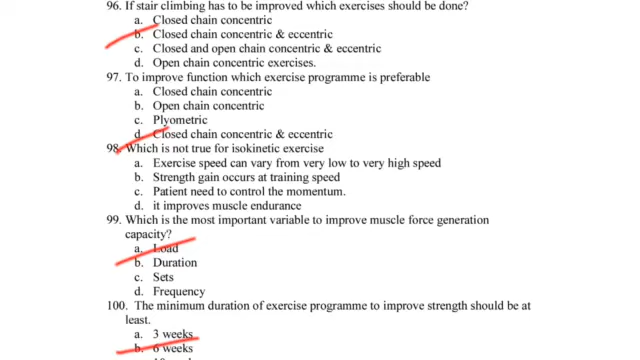 96. If stair climbing has to be improved which exercises should be done?
a. Closed chain concentric
b. Closed chain concentric & eccentric
c. Closed and open chain concentric & eccentric
d. Open chain concentric exercises.
97. To improve function which exercise programme is preferable
a. Closed chain concentric
b. Open chain concentric
c. Plyometric
d. Closed chain concentric & eccentric
98. Which is not true for isokinetic exercise
a. Exercise speed can vary from very low to very high speed
b. Strength gain occurs at training speed
c. Patient need to control the momentum.
d. it improves muscle endurance
99. Which is the most important variable to improve muscle force generation
capacity?
a. Load
b. Duration
c. Sets
d. Frequency
100. The minimum duration of exercise programme to improve strength should be at
least.
a. 3 weeks
b. 6 weeks